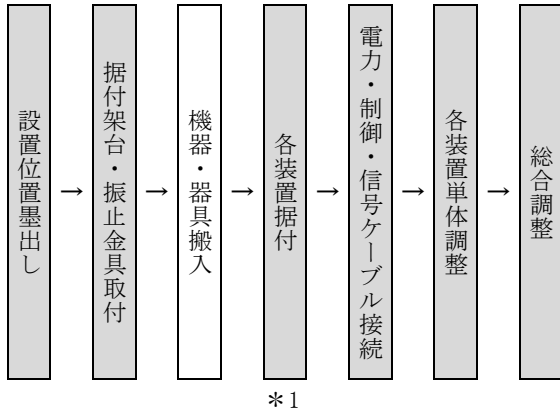 設置位置墨出し
→
据付架台・振止金具取付
→
機器・器具搬入
→
各装置据付
→
電力・制御・信号ケーブル接続
→
各装置単体調整
→
総合調整
＊1